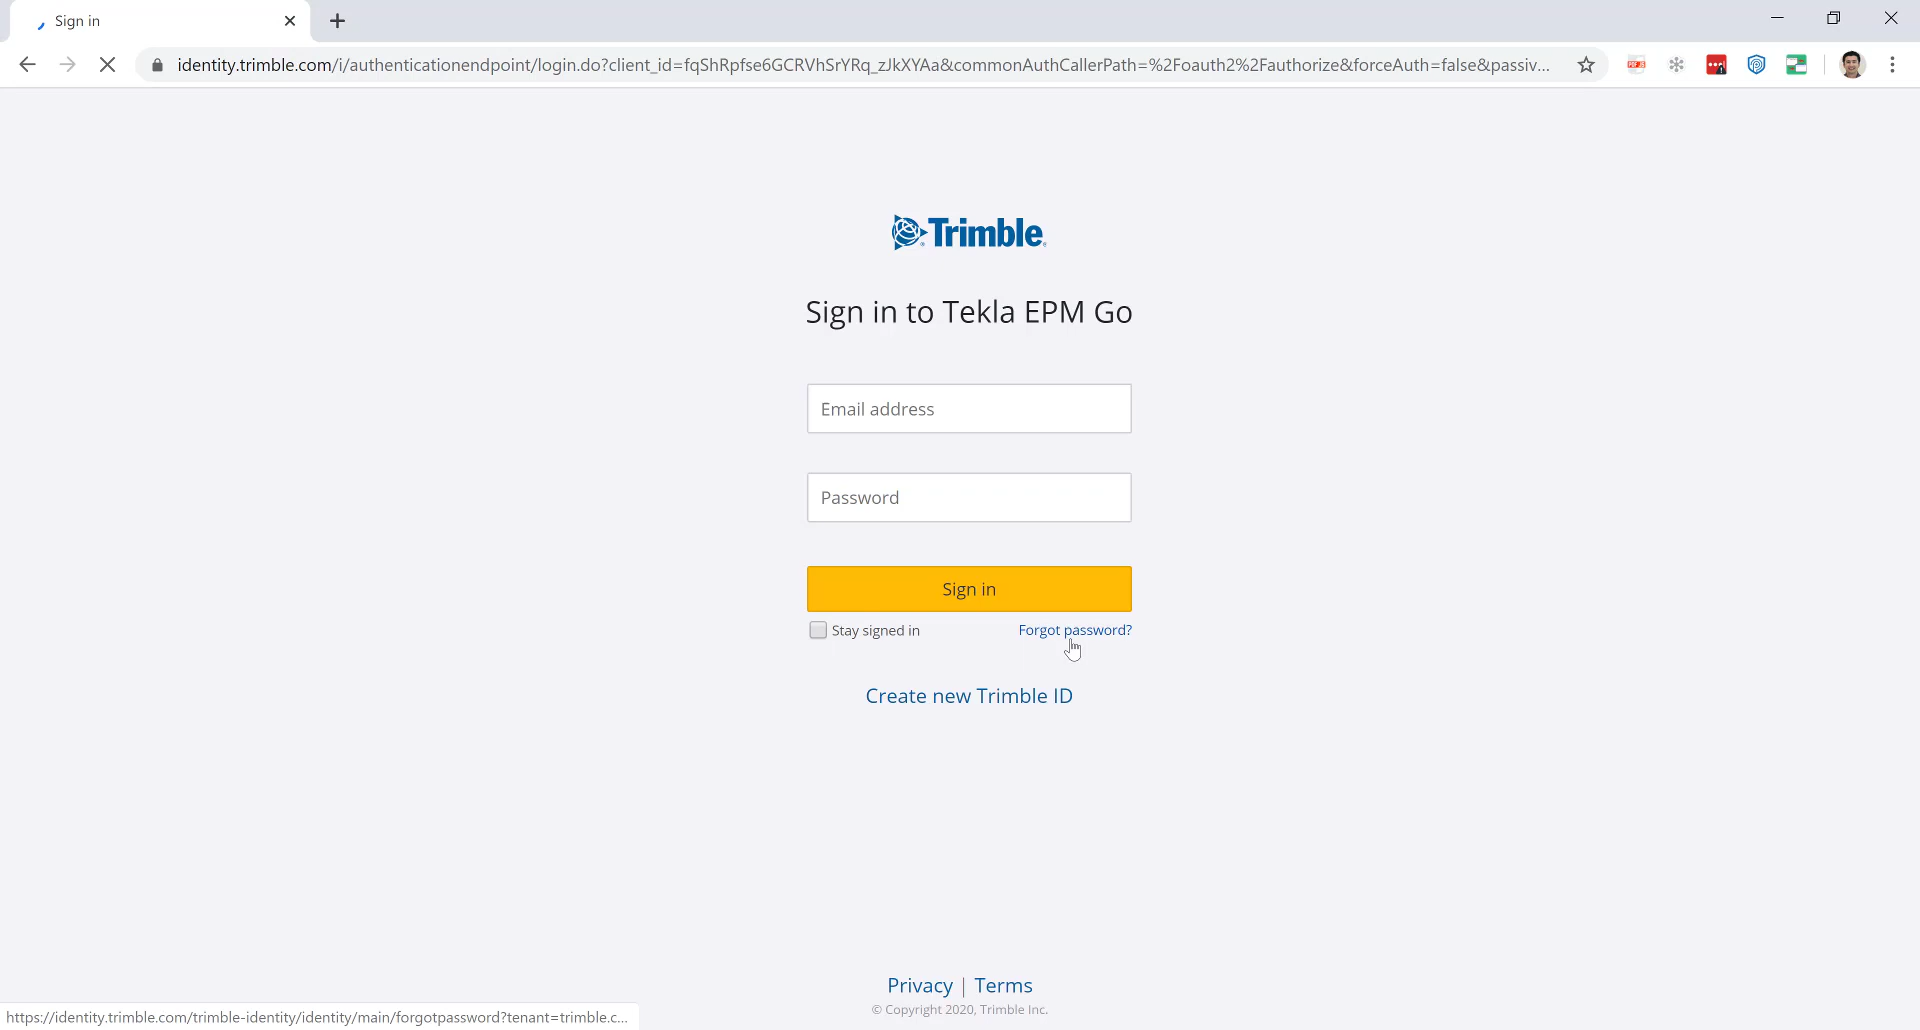 Sign in
identity.trimble.com/i/authenticationendpoint/login.do?client_id=fqShRpfse6GCRVhSrYRq_zJkXYAa&commonAuthCallerPath=%2Foauth2%2Fauthorize&forceAuth=false&passiv...
Trimble
Sign in to Tekla EPM Go
Email address
Password
Sign in
Stay signed in Forgot password?
Create new Trimble ID
Privacy | Terms
© Copyright 2020, Trimble Inc.
https://identity.trimble.com/trimble-identity/identity/main/forgotpassword?tenant=trimble.c...